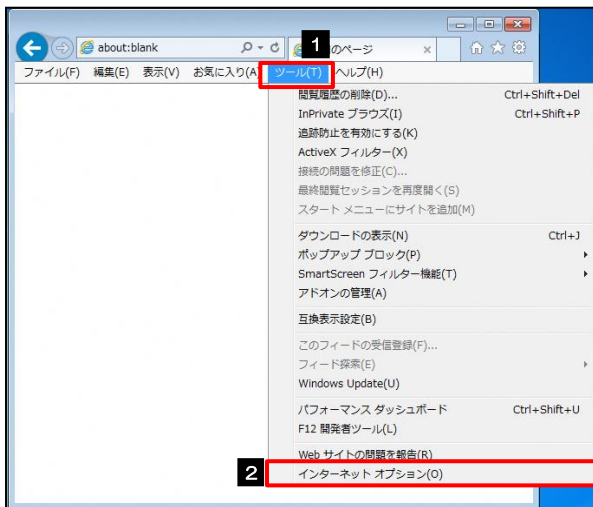 about:blank
1
のページ
ファイル(F) 編集(E) 表示(V) お気に入り(A) ツール(T) ヘルプ(H)
閲覧履歴の削除(D)... Ctrl+Shift+Del
InPrivate ブラウズ(I) Ctrl+Shift+P
追跡防止を有効にする(K)
ActiveX フィルター(X)
接続の問題を修正(C)...
最終閲覧セッションを再度開く(S)
スタート メニューにサイトを追加(M)
ダウンロードの表示(N) Ctrl+J
ポップアップ ブロック(P)
SmartScreen フィルター機能(T)
アドオンの管理(A)
互換表示設定(B)
このフィードの受信登録(F)...
フィード探索(E)
Windows Update(U)
パフォーマンス ダッシュボード Ctrl+Shift+U
F12 開発者ツール(L)
Web サイトの問題を報告(R)
2 インターネット オプション(O)